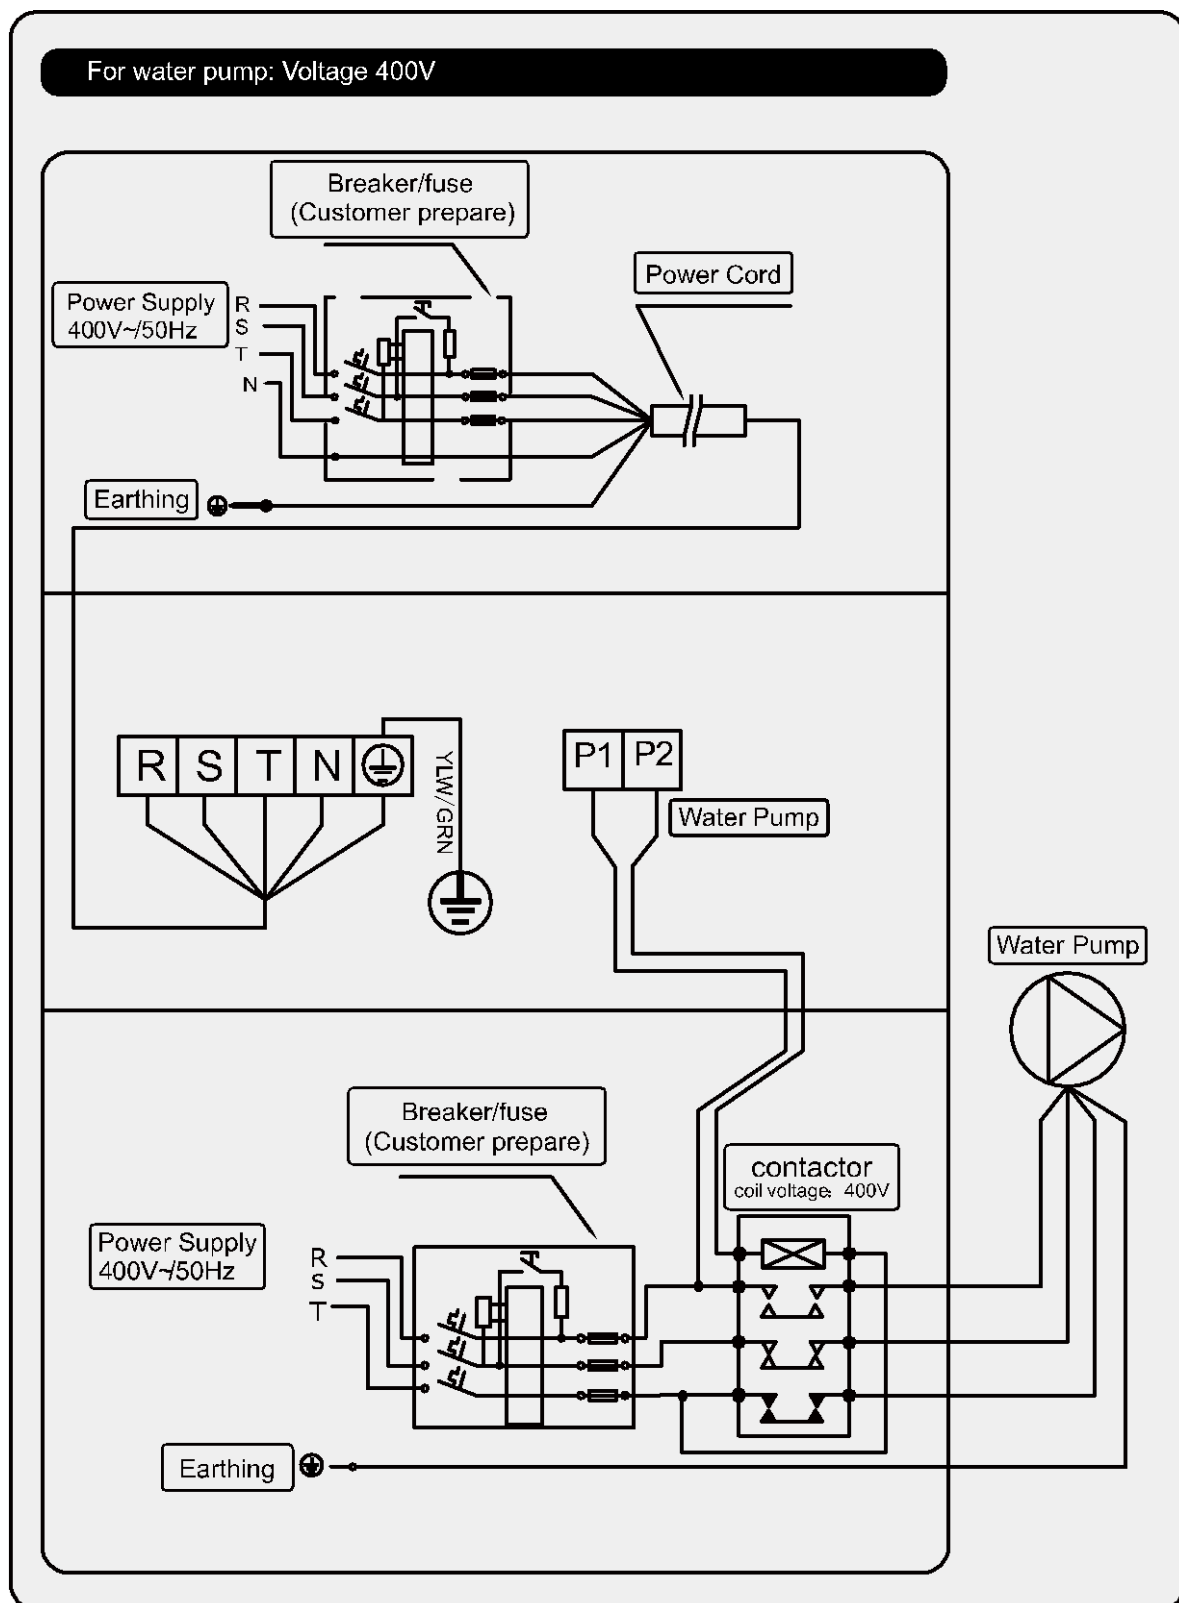 For water pump: Voltage 400V
Breaker/fuse
(Customer prepare)
Power Cord
Power Supply
400V~/50Hz
R
S
T
N
Earthing
R S T N
YLW/GRN
P1 P2
Water Pump
Water Pump
Breaker/fuse
(Customer prepare)
contactor
coil voltage: 400V
Power Supply
400V~/50Hz
R
S
T
Earthing